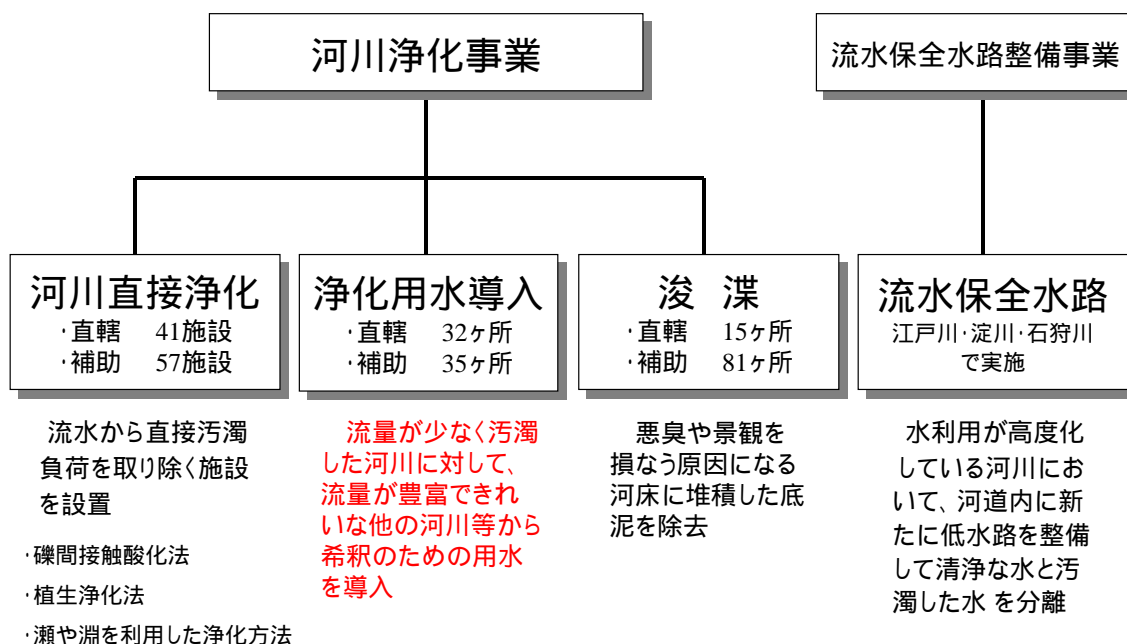 河川浄化事業
流水保全水路整備事業
河川直接浄化
・直轄 41施設
・補助 57施設
浄化用水導入
・直轄 32ヶ所
・補助 35ヶ所
浚 渫
・直轄 15ヶ所
・補助 81ヶ所
流水保全水路
江戸川・淀川・石狩川
で実施
流水から直接汚濁
負荷を取り除く施設
を設置
・礫間接触酸化法
・植生浄化法
・瀬や淵を利用した浄化方法
流量が少なく汚濁
した河川に対して、
流量が豊富できれ
いな他の河川等から
希釈のための用水
を導入
悪臭や景観を
損なう原因になる
河床に堆積した底
泥を除去
水利用が高度化
している河川にお
いて、河道内に新
たに低水路を整備
して清浄な水と汚
濁した水 を分離